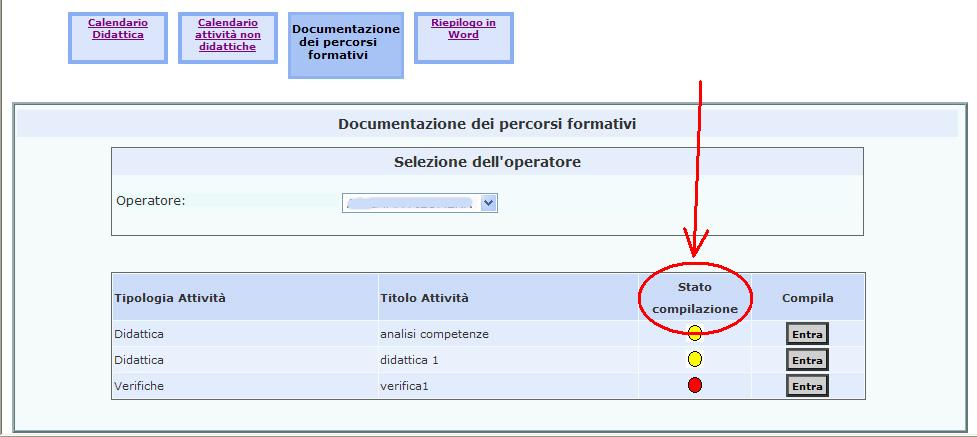 Calendario
Didattica
Calendario
attività non
didattiche
Documentazione
dei percorsi
formativi
Riepilogo in
Word
Documentazione dei percorsi formativi
Selezione dell'operatore
Operatore:
Tipologia Attività Titolo Attività Stato compilazione Compila
Didattica analisi competenze Entra
Didattica didattica 1 Entra
Verifiche verifica1 Entra